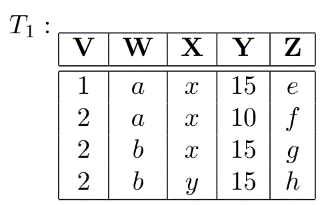 T₁:
V W X Y Z
1 a x 15 e
2 a x 10 f
2 b x 15 g
2 b y 15 h